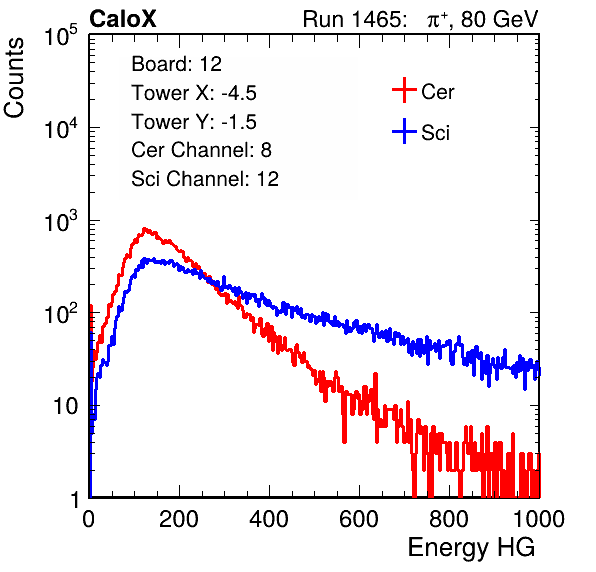 CaloX Run 1465: π⁺, 80 GeV
Counts
10⁵
10⁴
10³
10²
10
1
Board: 12
Tower X: -4.5
Tower Y: -1.5
Cer Channel: 8
Sci Channel: 12
Cer
Sci
0 200 400 600 800 1000
Energy HG